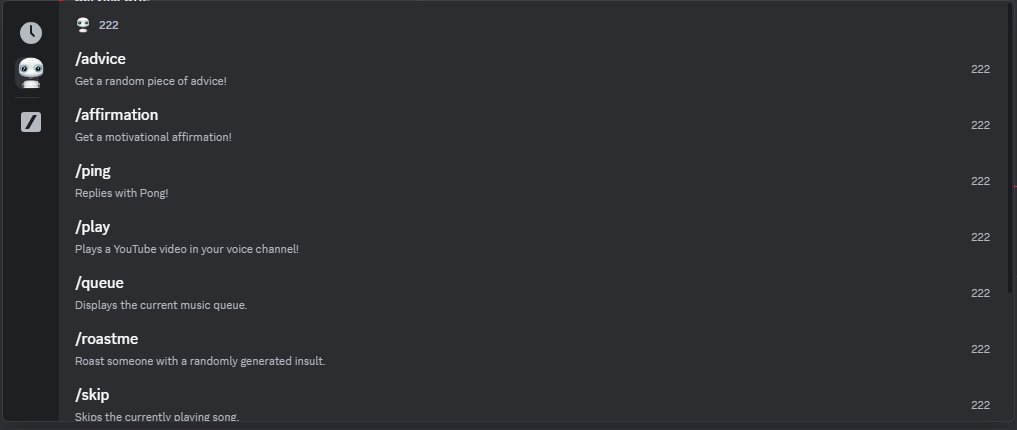 222
/advice
Get a random piece of advice!
222
/affirmation
Get a motivational affirmation!
222
/ping
Replies with Pong!
222
/play
Plays a YouTube video in your voice channel!
222
/queue
Displays the current music queue.
222
/roastme
Roast someone with a randomly generated insult.
222
/skip
Skips the currently playing song.
222